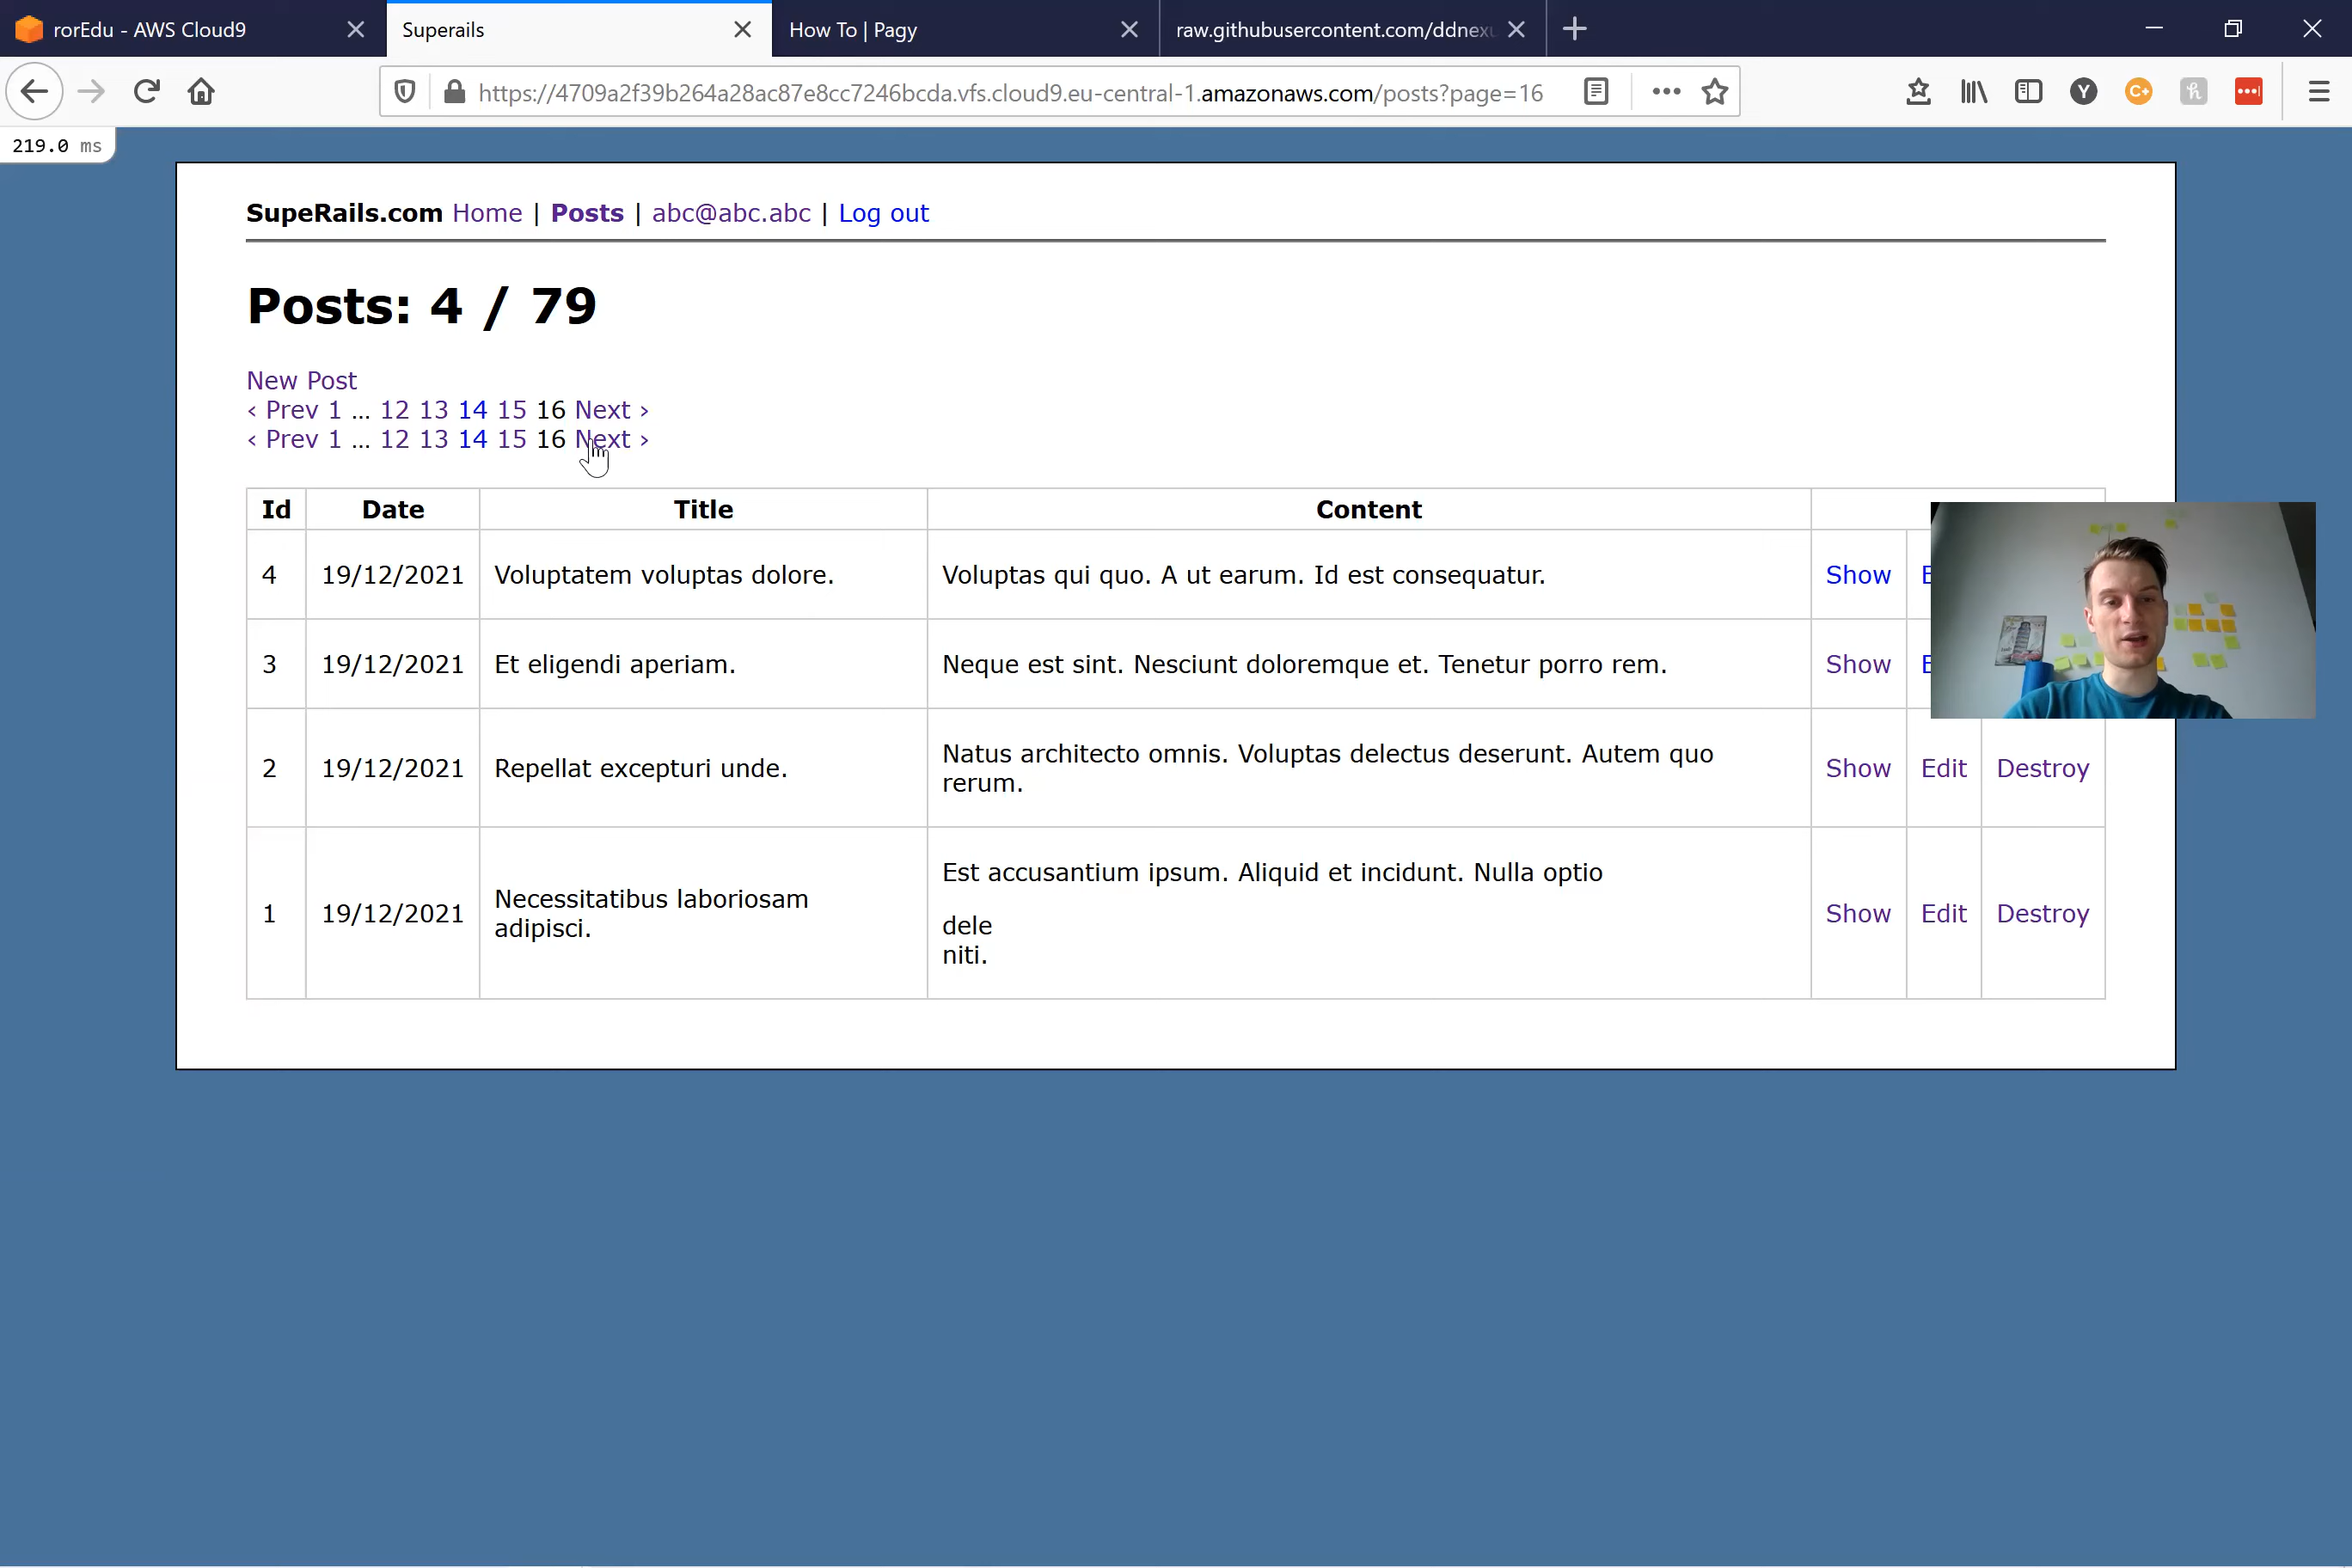 rorEdu - AWS Cloud9
Superails
How To | Pagy
raw.githubusercontent.com/ddnexu
https://4709a2f39b264a28ac87e8cc7246bcda.vfs.cloud9.eu-central-1.amazonaws.com/posts?page=16
219.0 ms
SupeRails.com Home | Posts | abc@abc.abc | Log out
Posts: 4 / 79
New Post
‹ Prev 1 ... 12 13 14 15 16 Next ›
‹ Prev 1 ... 12 13 14 15 16 Next ›
Id Date Title Content
4 19/12/2021 Voluptatem voluptas dolore. Voluptas qui quo. A ut earum. Id est consequatur. Show
3 19/12/2021 Et eligendi aperiam. Neque est sint. Nesciunt doloremque et. Tenetur porro rem. Show
2 19/12/2021 Repellat excepturi unde. Natus architecto omnis. Voluptas delectus deserunt. Autem quo
rerum. Show Edit Destroy
1 19/12/2021 Necessitatibus laboriosam
adipisci. Est accusantium ipsum. Aliquid et incidunt. Nulla optio
dele
niti. Show Edit Destroy